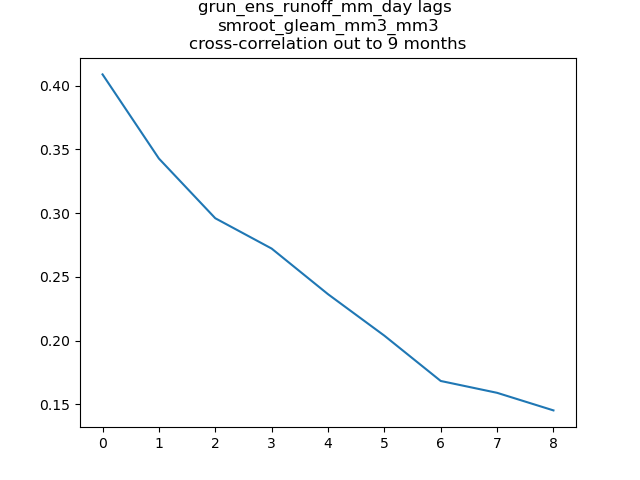 grun_ens_runoff_mm_day lags
smroot_gleam_mm3_mm3
cross-correlation out to 9 months
0.40
0.35
0.30
0.25
0.20
0.15
0 1 2 3 4 5 6 7 8